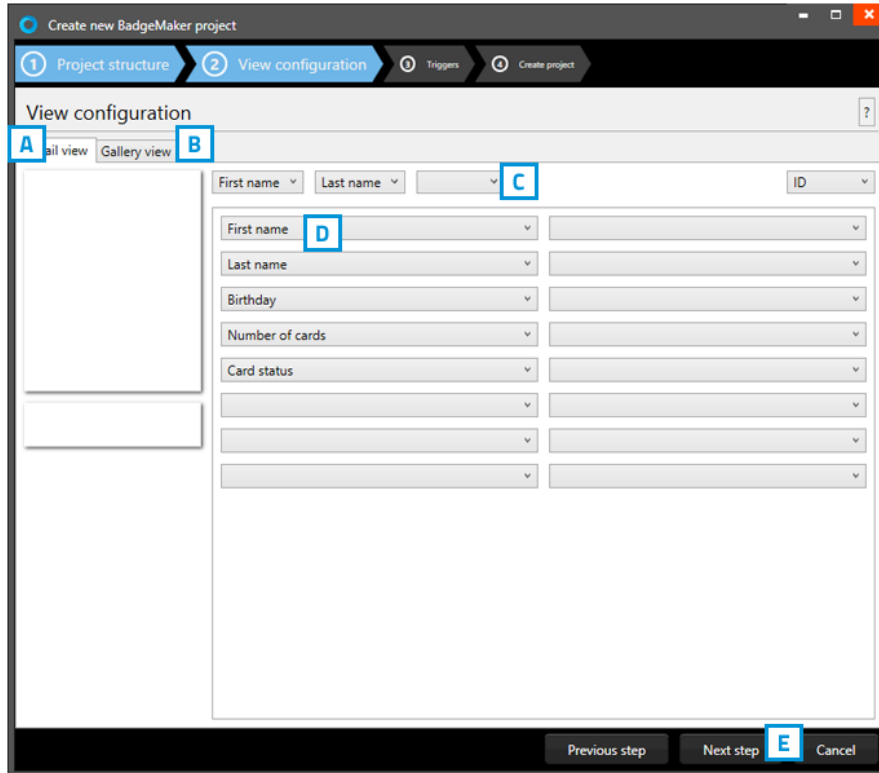 Create new BadgeMaker project
1 Project structure 2 View configuration 3 Triggers 4 Create project
View configuration ?
A ail view Gallery view B
First name Last name C ID
First name D
Last name
Birthday
Number of cards
Card status
Previous step Next step E Cancel